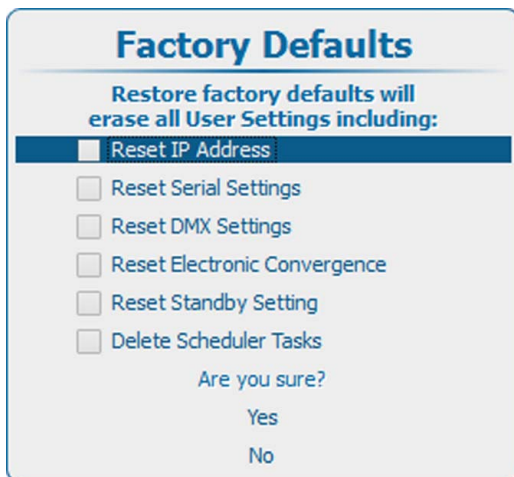 Factory Defaults
Restore factory defaults will
erase all User Settings including:
Reset IP Address
Reset Serial Settings
Reset DMX Settings
Reset Electronic Convergence
Reset Standby Setting
Delete Scheduler Tasks
Are you sure?
Yes
No